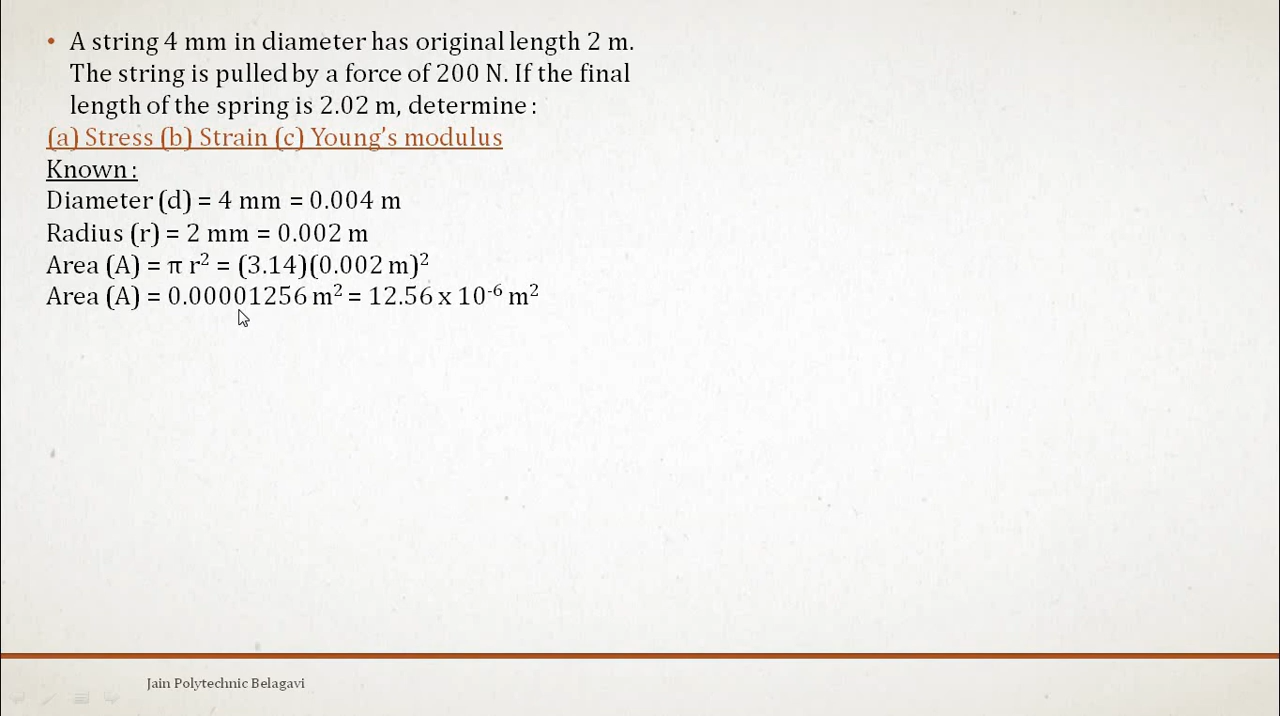 • A string 4 mm in diameter has original length 2 m.
The string is pulled by a force of 200 N. If the final
length of the spring is 2.02 m, determine :
(a) Stress (b) Strain (c) Young's modulus
Known :
Diameter (d) = 4 mm = 0.004 m
Radius (r) = 2 mm = 0.002 m
Area (A) = π r² = (3.14)(0.002 m)²
Area (A) = 0.00001256 m² = 12.56 x 10⁻⁶ m²
Jain Polytechnic Belagavi